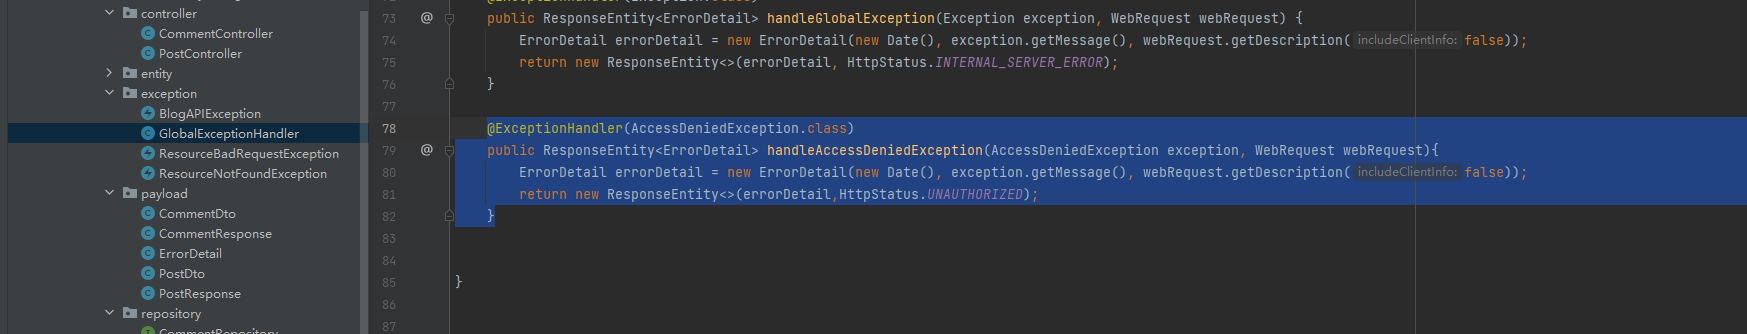 controller
CommentController
PostController
entity
exception
BlogAPIException
GlobalExceptionHandler
ResourceBadRequestException
ResourceNotFoundException
payload
CommentDto
CommentResponse
ErrorDetail
PostDto
PostResponse
repository
CommentRepository
73 @ public ResponseEntity<ErrorDetail> handleGlobalException(Exception exception, WebRequest webRequest) {
74 ErrorDetail errorDetail = new ErrorDetail(new Date(), exception.getMessage(), webRequest.getDescription( includeClientInfo: false));
75 return new ResponseEntity<>(errorDetail, HttpStatus.INTERNAL_SERVER_ERROR);
76 }
77
78 @ExceptionHandler(AccessDeniedException.class)
79 @ public ResponseEntity<ErrorDetail> handleAccessDeniedException(AccessDeniedException exception, WebRequest webRequest){
80 ErrorDetail errorDetail = new ErrorDetail(new Date(), exception.getMessage(), webRequest.getDescription( includeClientInfo: false));
81 return new ResponseEntity<>(errorDetail,HttpStatus.UNAUTHORIZED);
82 }
83
84
85 }
86
87